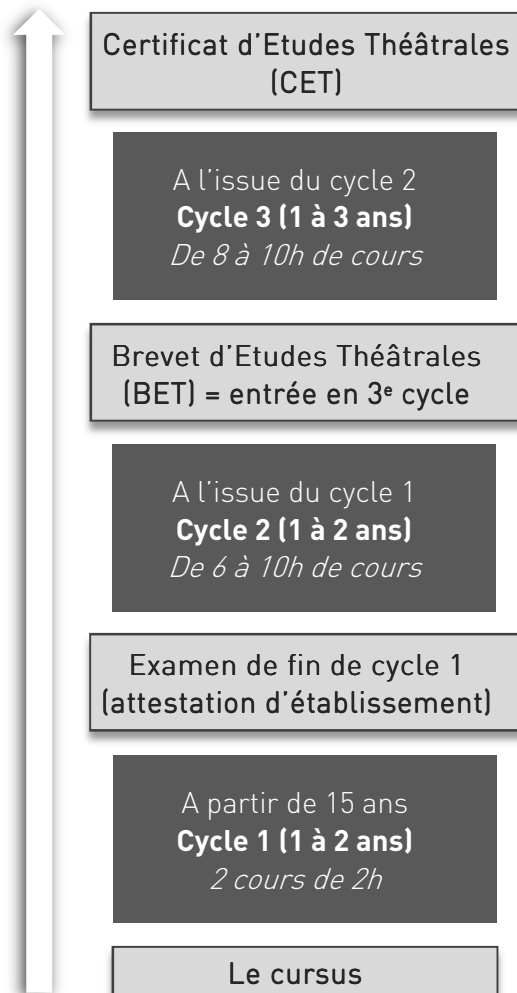 Certificat d’Etudes Théâtrales
(CET)
A l’issue du cycle 2
Cycle 3 (1 à 3 ans)
De 8 à 10h de cours
Brevet d’Etudes Théâtrales
(BET) = entrée en 3e cycle
A l’issue du cycle 1
Cycle 2 (1 à 2 ans)
De 6 à 10h de cours
Examen de fin de cycle 1
(attestation d’établissement)
A partir de 15 ans
Cycle 1 (1 à 2 ans)
2 cours de 2h
Le cursus